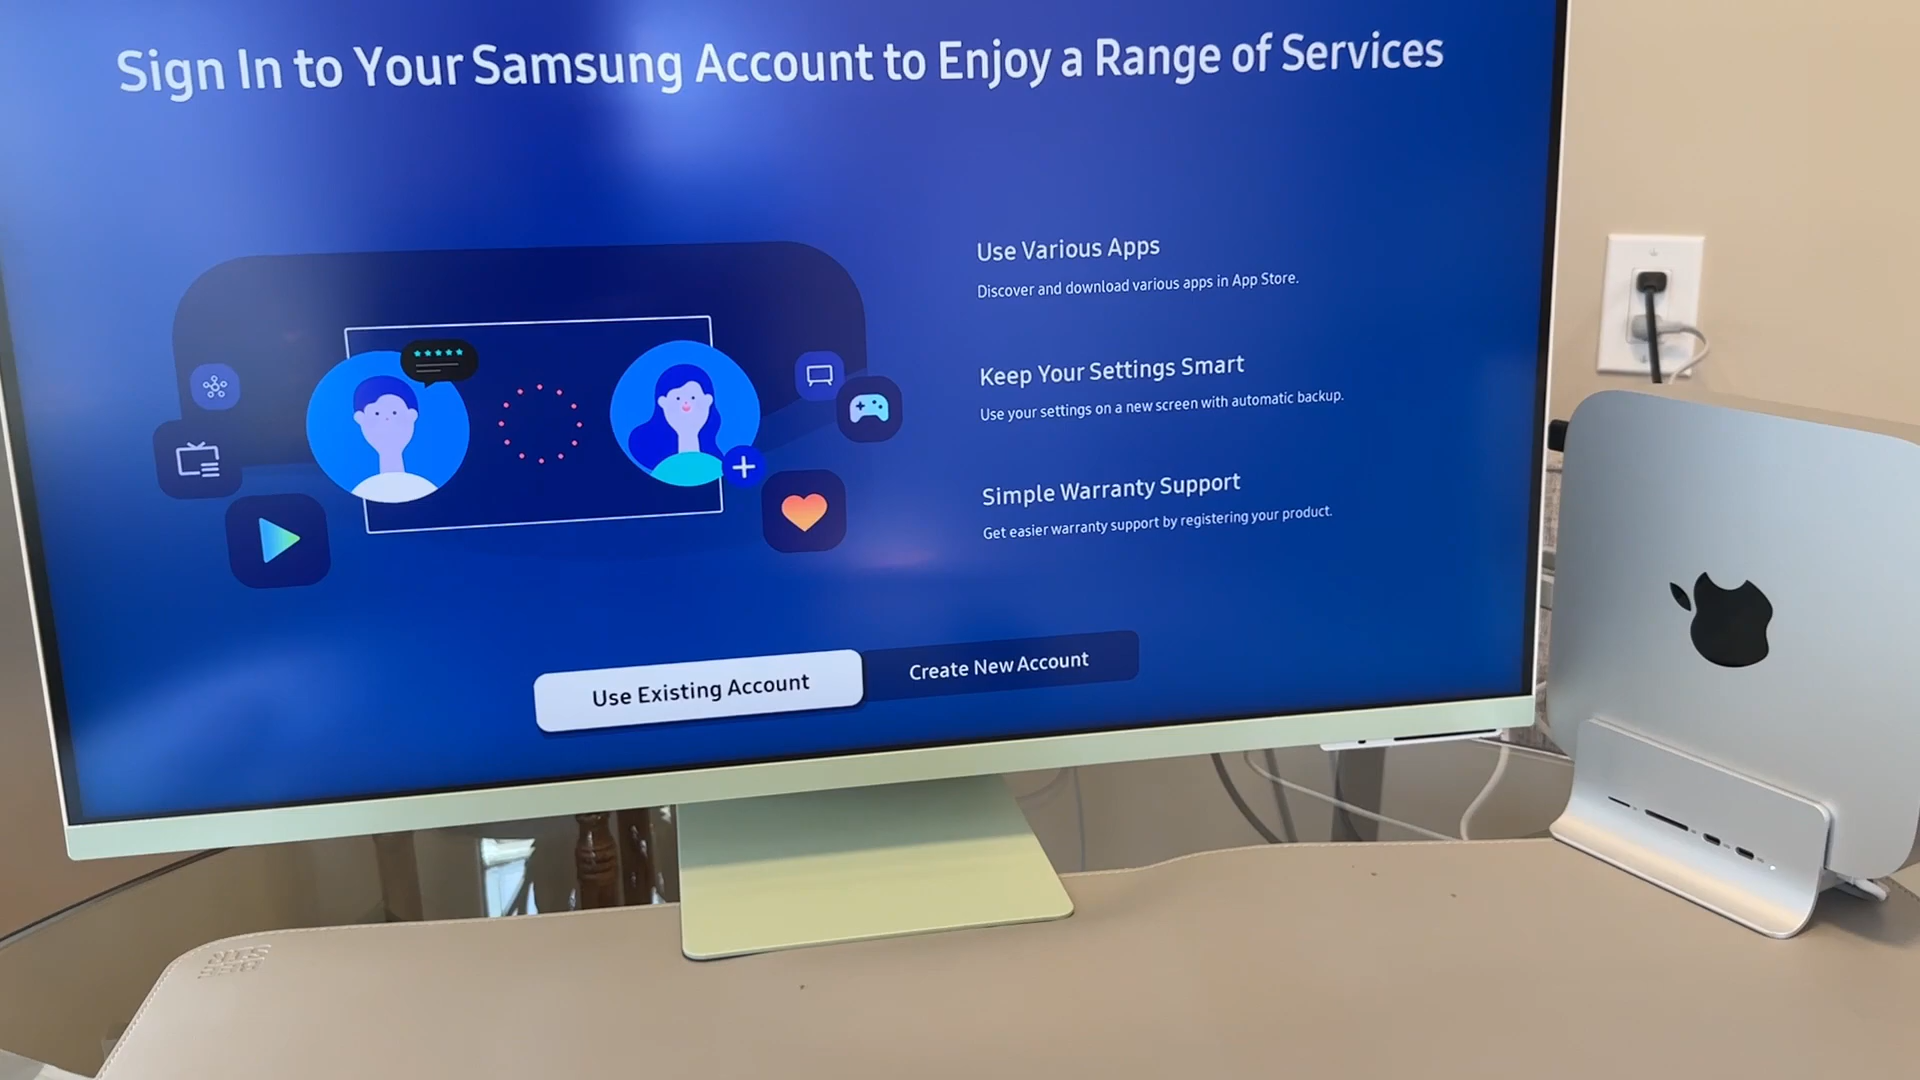 Sign In to Your Samsung Account to Enjoy a Range of Services
Use Various Apps
Discover and download various apps in App Store.
Keep Your Settings Smart
Use your settings on a new screen with automatic backup.
Simple Warranty Support
Get easier warranty support by registering your product.
Use Existing Account
Create New Account